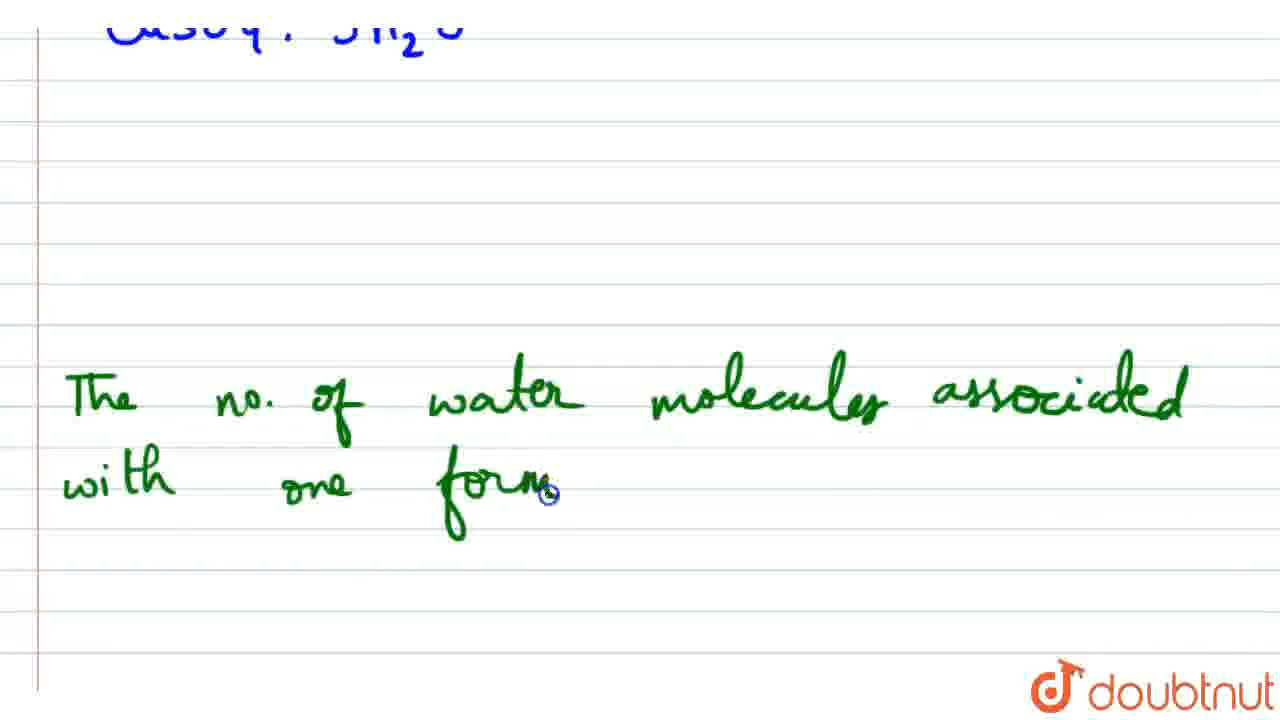 The no. of water molecules associated
with one form
doubtnut